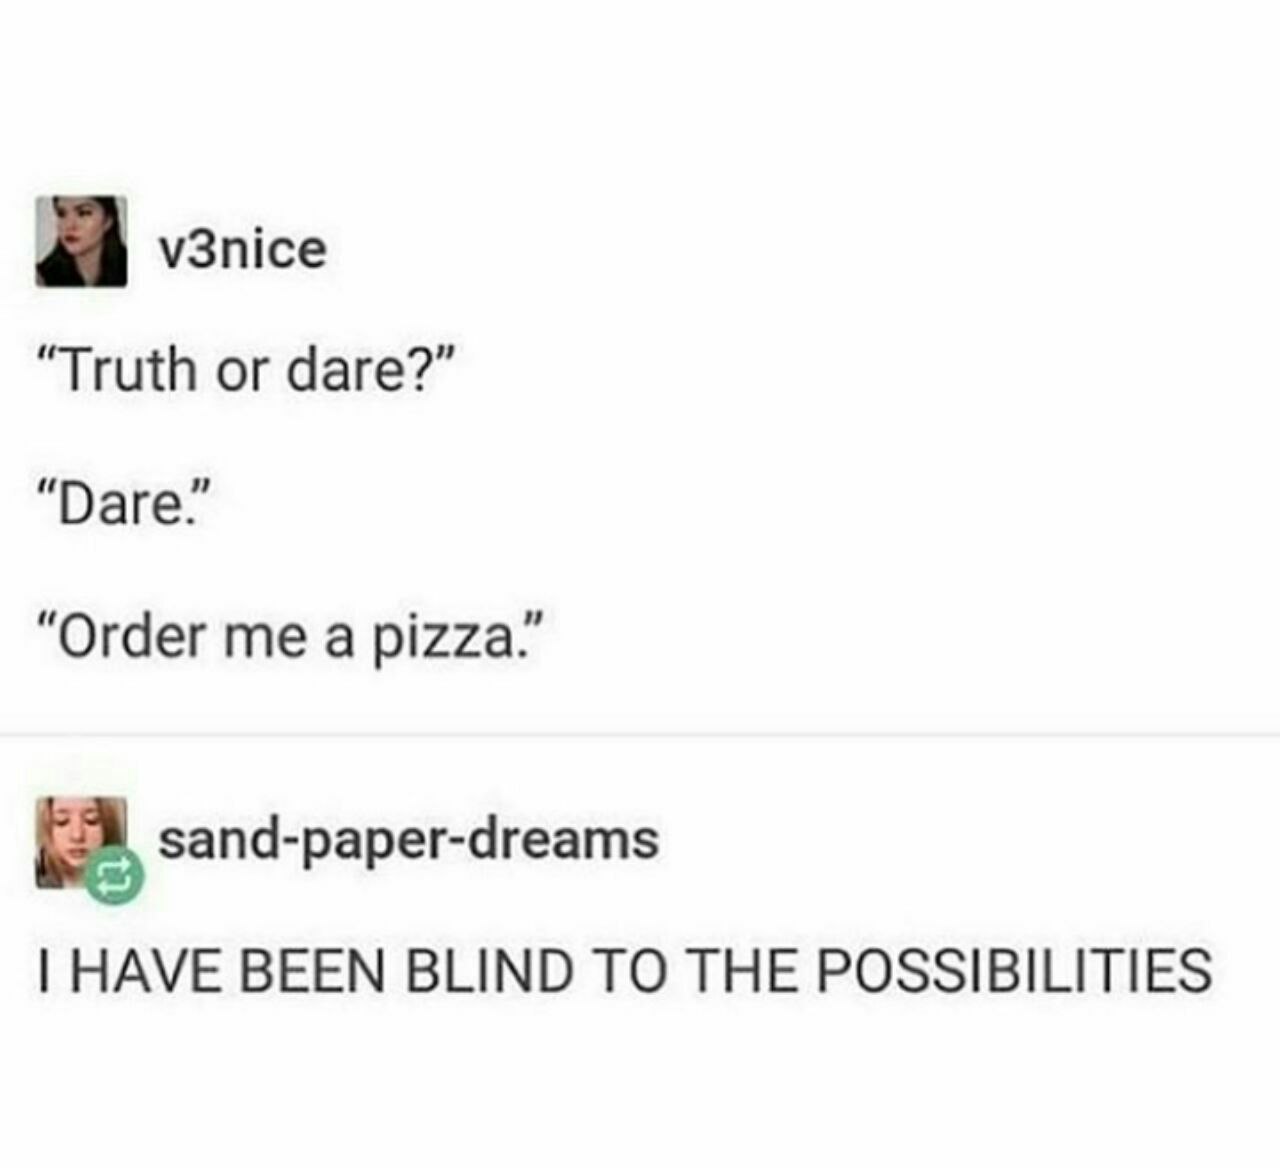 v3nice
“Truth or dare?”
“Dare.”
“Order me a pizza.”
sand-paper-dreams
I HAVE BEEN BLIND TO THE POSSIBILITIES